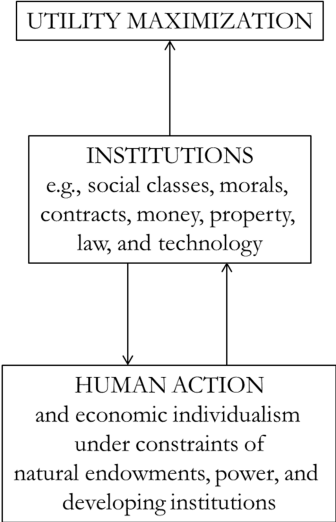 UTILITY MAXIMIZATION
INSTITUTIONS
e.g., social classes, morals,
contracts, money, property,
law, and technology
HUMAN ACTION
and economic individualism
under constraints of
natural endowments, power, and
developing institutions